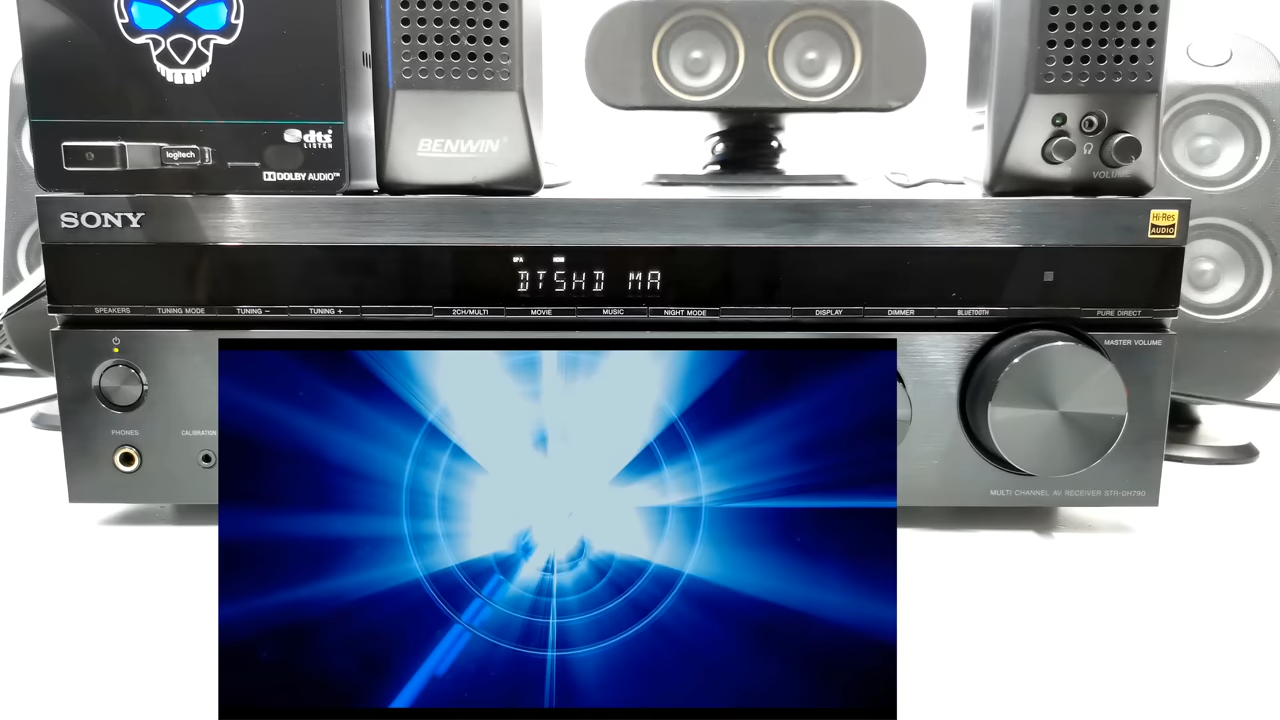 dts
LISTEN
logitech
DOLBY AUDIO™
BENWIN®
VOLUME
SONY
Hi-Res
AUDIO
DTSHD MA
SPEAKERS
TUNING MODE
TUNING −
TUNING +
2CH/MULTI
MOVIE
MUSIC
NIGHT MODE
DISPLAY
DIMMER
BLUETOOTH
PURE DIRECT
MASTER VOLUME
PHONES
CALIBRATION
MULTI CHANNEL AV RECEIVER STR-DH790